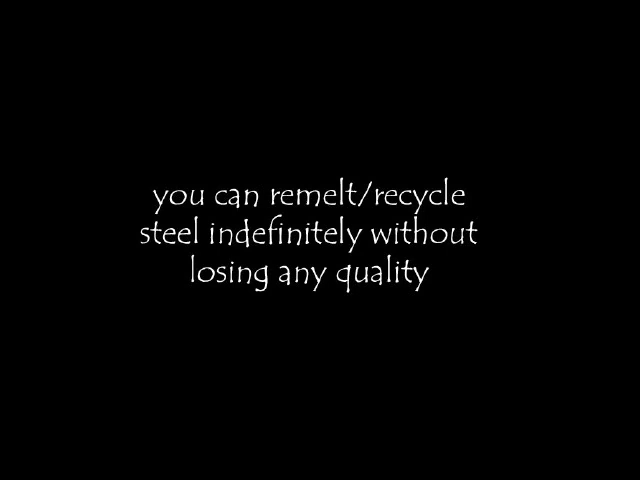 you can remelt/recycle
steel indefinitely without
losing any quality